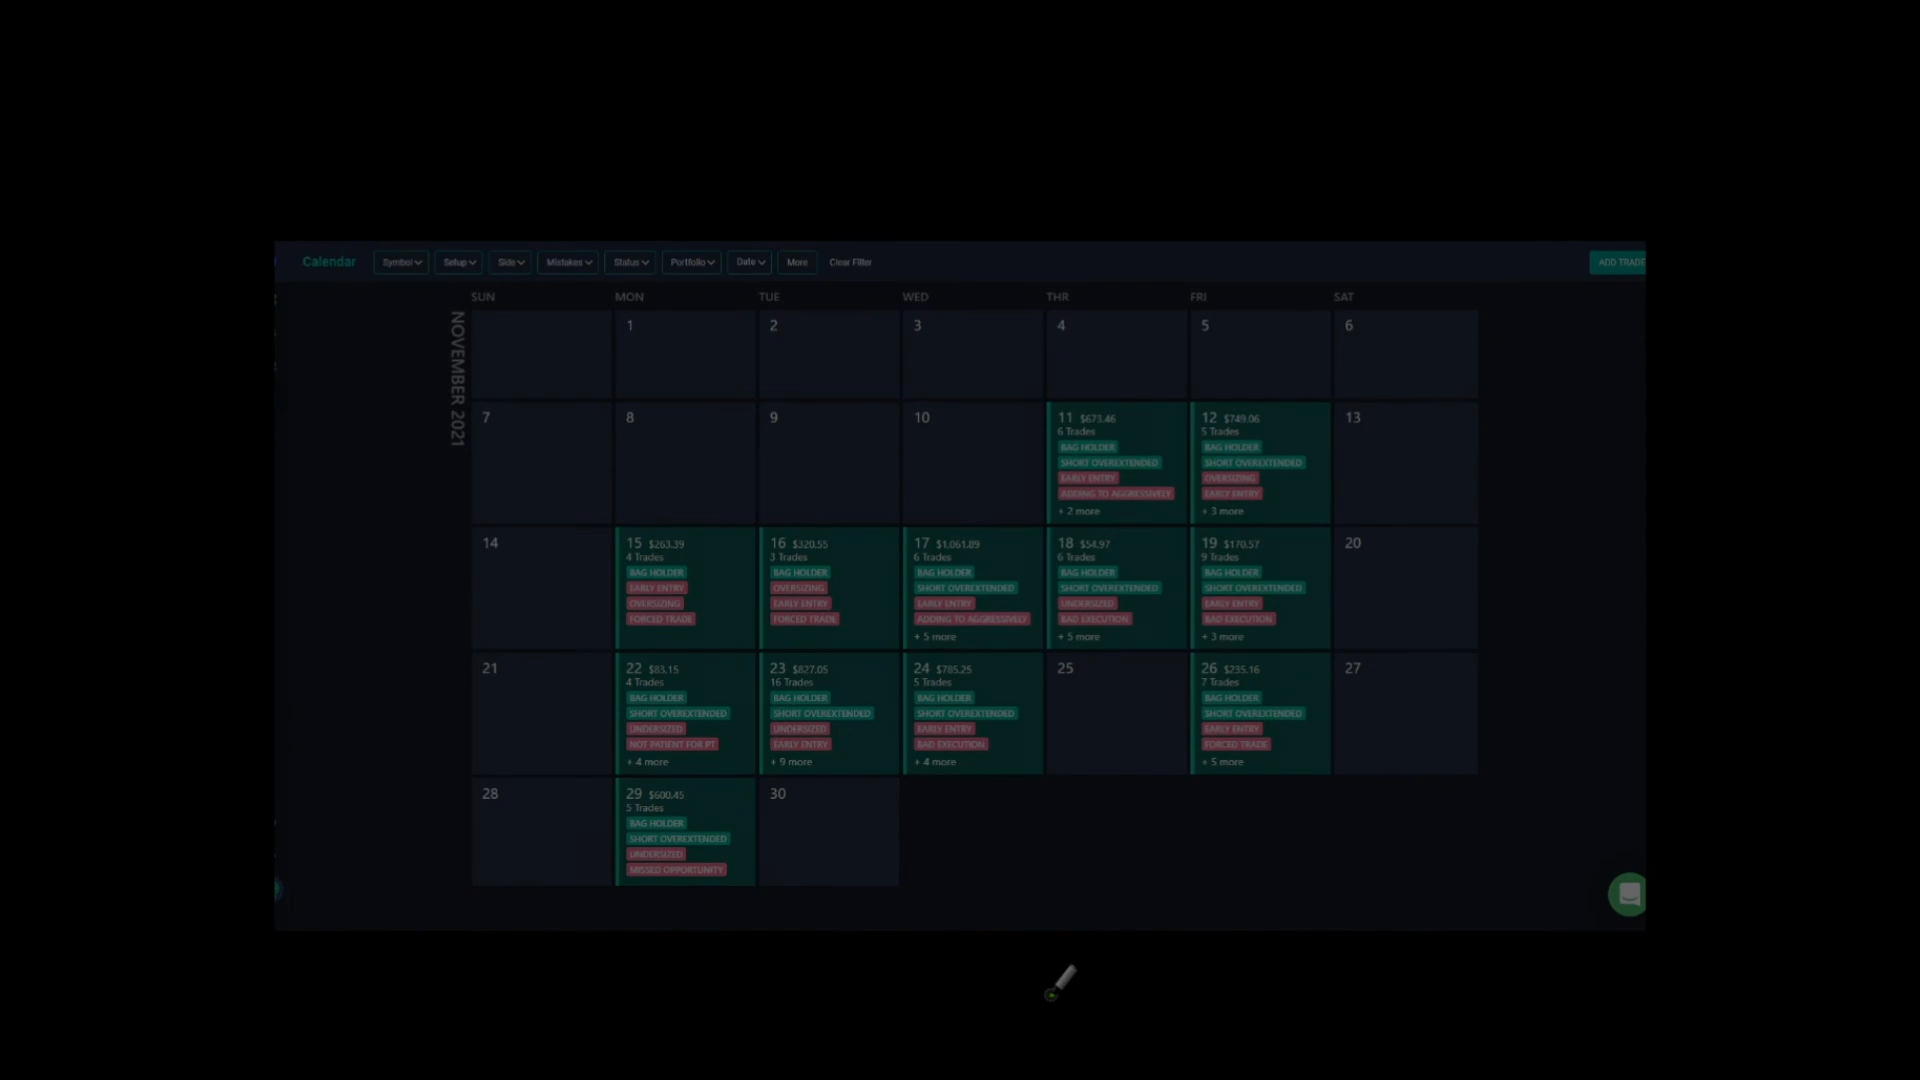 Calendar Symbol Setup Side Mistakes Status Portfolio Date More Clear Filter ADD TRADE
SUN MON TUE WED THR FRI SAT
NOVEMBER 2021
1 2 3 4 5 6
7 8 9 10
11 $673.46
6 Trades
BAG HOLDER
SHORT OVEREXTENDED
EARLY ENTRY
ADDING TO AGGRESSIVELY
+ 2 more
12 $749.06
5 Trades
BAG HOLDER
SHORT OVEREXTENDED
OVERSIZING
EARLY ENTRY
+ 3 more
13
14
15 $263.39
4 Trades
BAG HOLDER
EARLY ENTRY
OVERSIZING
FORCED TRADE
16 $320.55
3 Trades
BAG HOLDER
OVERSIZING
EARLY ENTRY
FORCED TRADE
17 $1,061.89
6 Trades
BAG HOLDER
SHORT OVEREXTENDED
EARLY ENTRY
ADDING TO AGGRESSIVELY
+ 5 more
18 $54.97
6 Trades
BAG HOLDER
SHORT OVEREXTENDED
UNDERSIZED
BAD EXECUTION
+ 5 more
19 $170.57
9 Trades
BAG HOLDER
SHORT OVEREXTENDED
EARLY ENTRY
BAD EXECUTION
+ 3 more
20
21
22 $83.15
4 Trades
BAG HOLDER
SHORT OVEREXTENDED
UNDERSIZED
NOT PATIENT FOR PT
+ 4 more
23 $827.05
16 Trades
BAG HOLDER
SHORT OVEREXTENDED
UNDERSIZED
EARLY ENTRY
+ 9 more
24 $785.25
5 Trades
BAG HOLDER
SHORT OVEREXTENDED
EARLY ENTRY
BAD EXECUTION
+ 4 more
25
26 $235.16
7 Trades
BAG HOLDER
SHORT OVEREXTENDED
EARLY ENTRY
FORCED TRADE
+ 5 more
27
28
29 $600.45
5 Trades
BAG HOLDER
SHORT OVEREXTENDED
UNDERSIZED
MISSED OPPORTUNITY
30